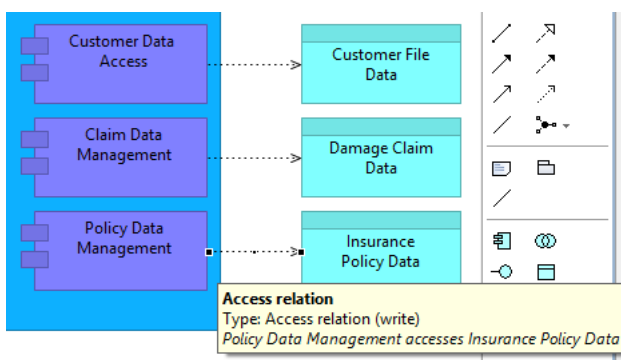 Customer Data
Access
Customer File
Data
Claim Data
Management
Damage Claim
Data
Policy Data
Management
Insurance
Policy Data
Access relation
Type: Access relation (write)
Policy Data Management accesses Insurance Policy Data